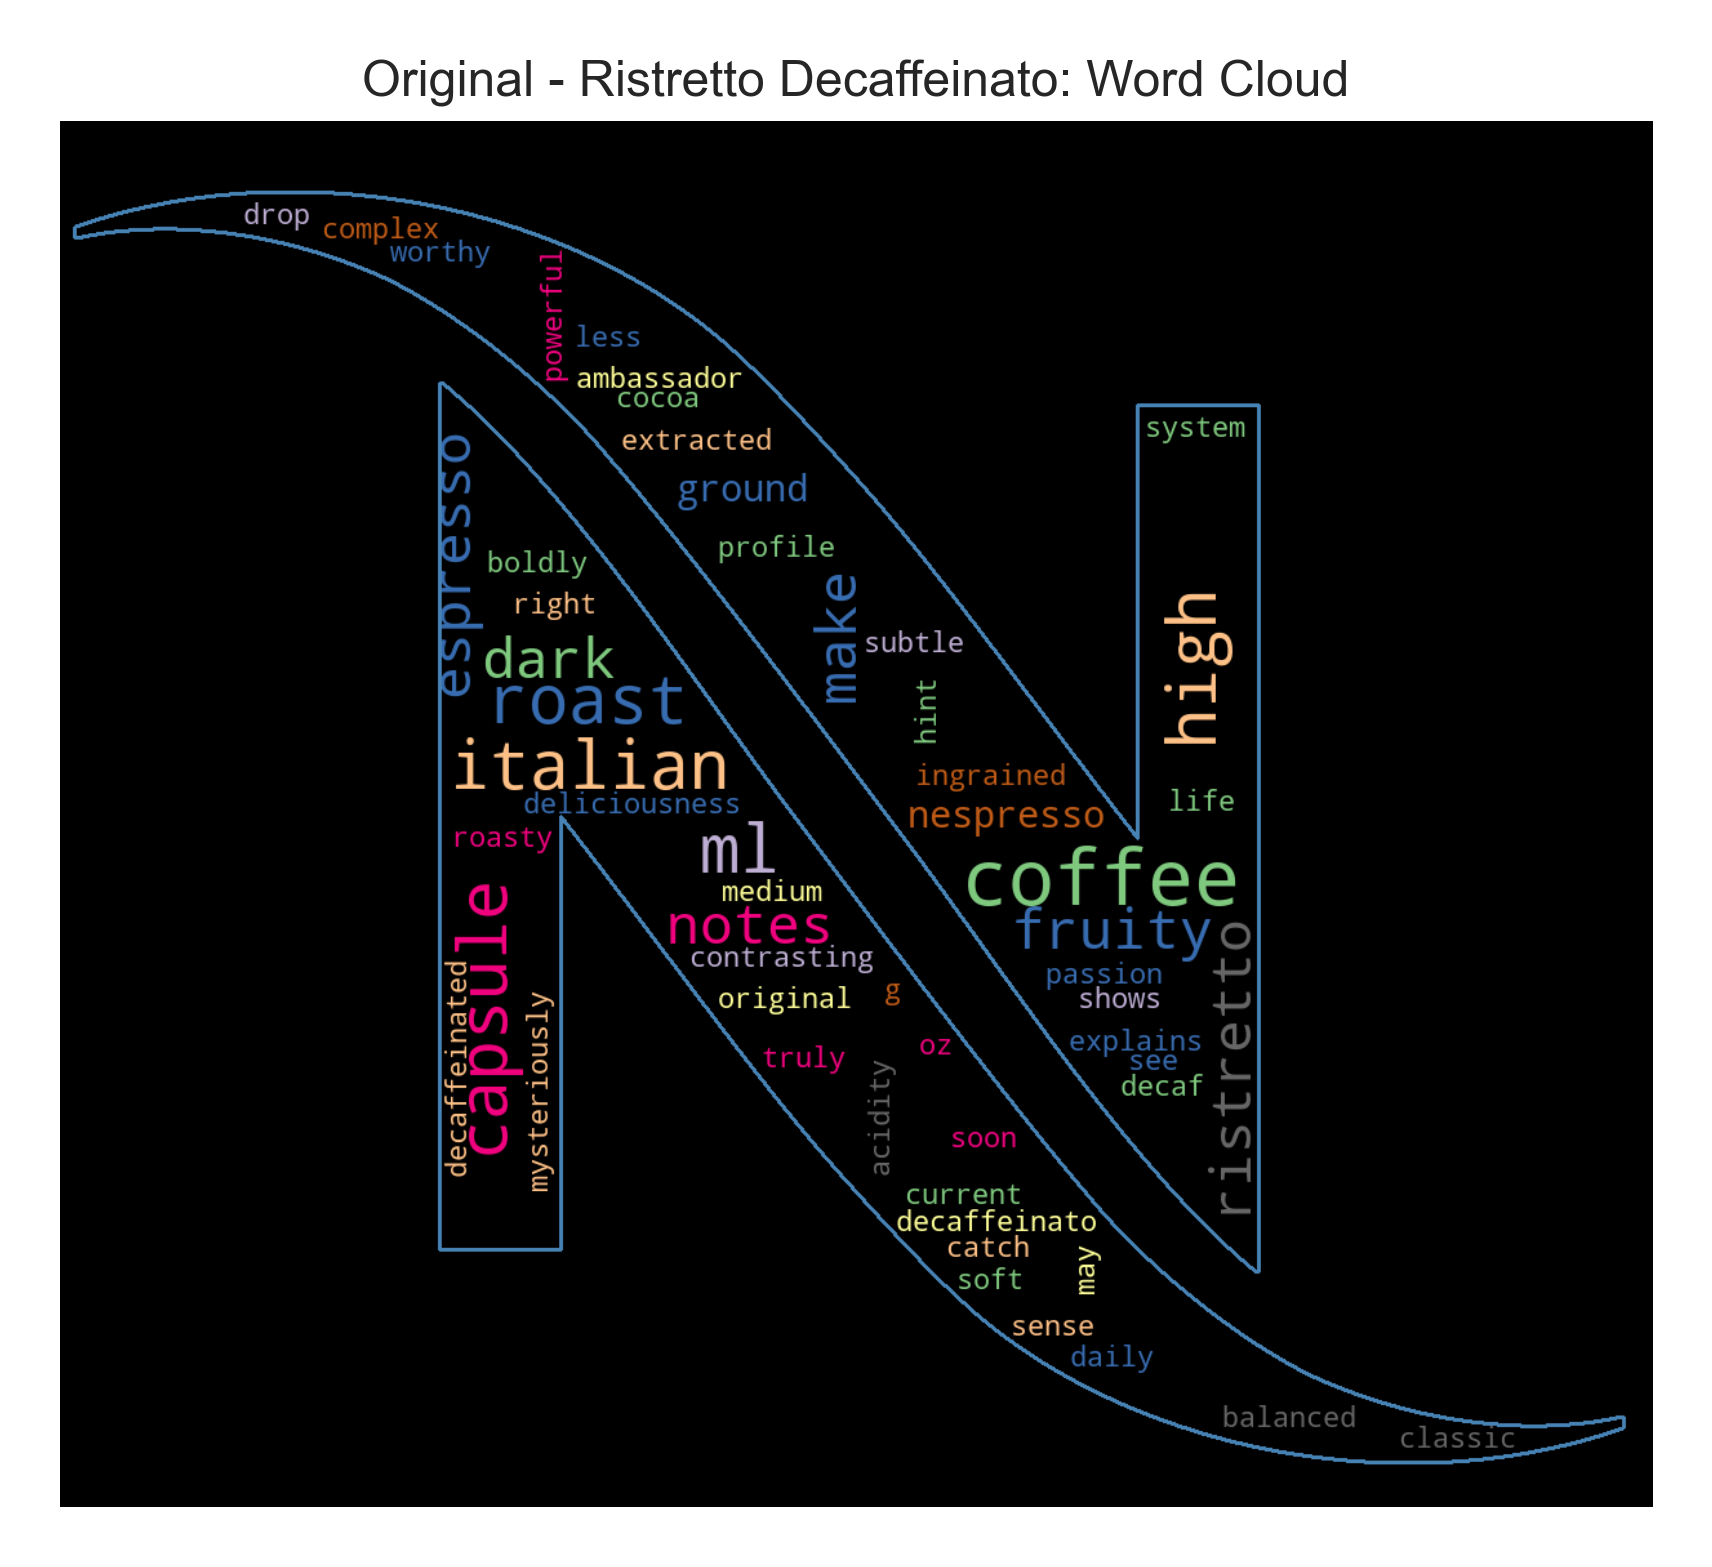 Original - Ristretto Decaffeinato: Word Cloud
drop
complex
worthy
powerful
less
ambassador
cocoa
extracted
ground
profile
make
subtle
hint
ingrained
nespresso
system
high
life
coffee
fruity
ristretto
passion
shows
explains
see
decaf
espresso
boldly
right
dark
roast
italian
deliciousness
roasty
capsule
decaffeinated
mysteriously
ml
medium
notes
contrasting
original
g
truly
oz
acidity
soon
current
decaffeinato
catch
may
soft
sense
daily
balanced
classic